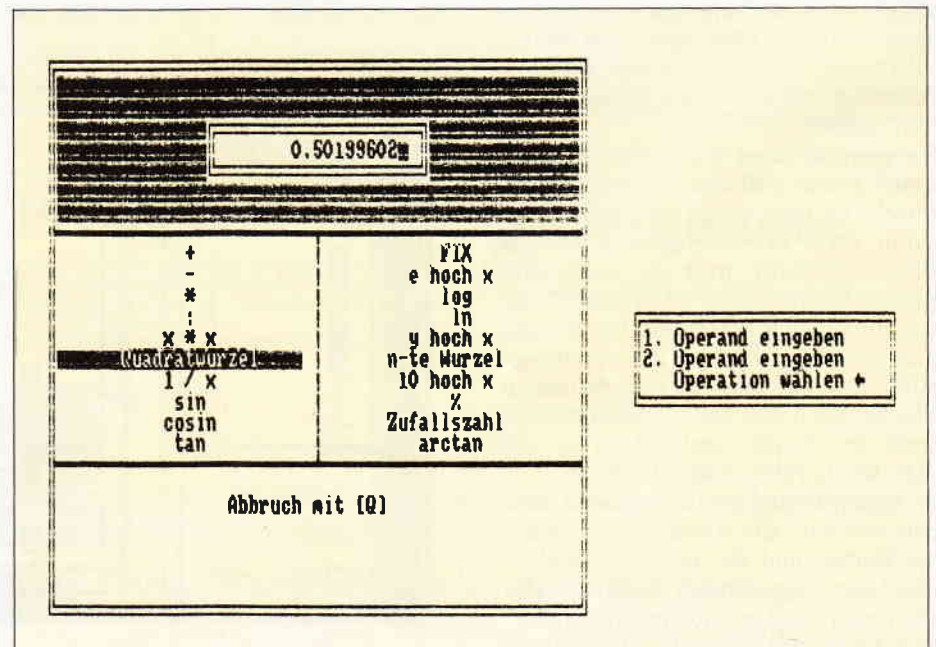 0.50199602
+
-
*
:
x * x
Quadratwurzel
1 / x
sin
cosin
tan
FIX
e hoch x
log
ln
y hoch x
n-te Wurzel
10 hoch x
%
Zufallszahl
arctan
Abbruch mit [Q]
1. Operand eingeben
2. Operand eingeben
Operation wählen ←